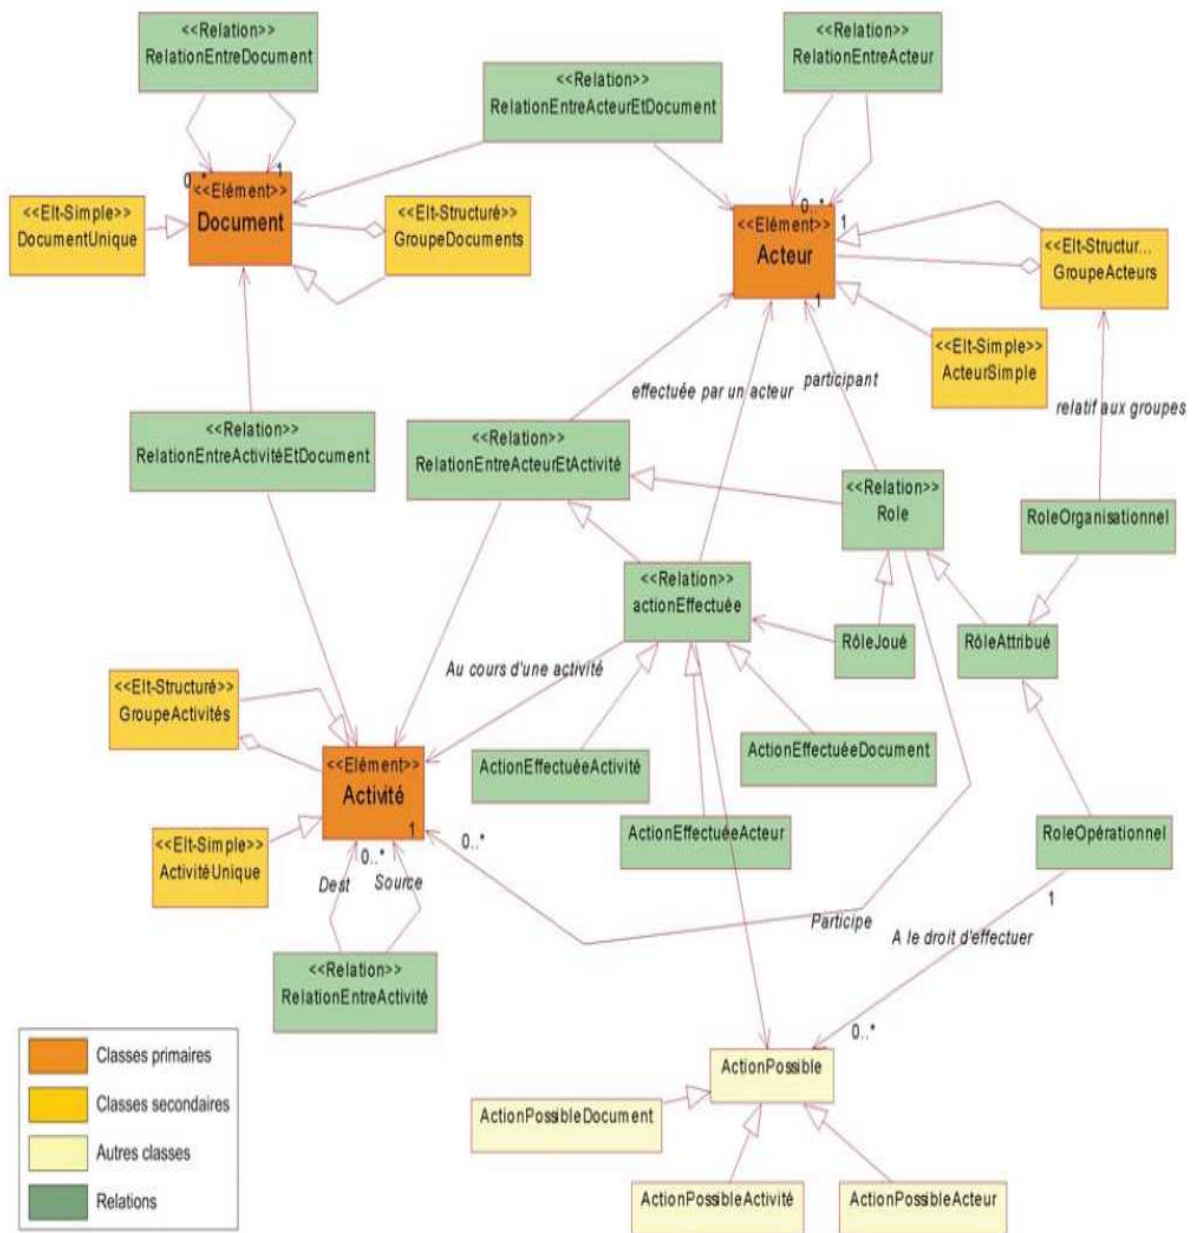 <<Relation>>
RelationEntreDocument
<<Relation>>
RelationEntreActeurEtDocument
<<Relation>>
RelationEntreActeur
0..*
1
<<Elément>>
Document
<<Elt-Simple>>
DocumentUnique
<<Elt-Structuré>>
GroupeDocuments
0..*
1
<<Elément>>
Acteur
1
<<Elt-Structur...
GroupeActeurs
<<Elt-Simple>>
ActeurSimple
effectuée par un acteur
participant
relatif aux groupes
<<Relation>>
RelationEntreActivitéEtDocument
<<Relation>>
RelationEntreActeurEtActivité
<<Relation>>
Role
RoleOrganisationnel
<<Relation>>
actionEffectuée
RôleJoué
RôleAttribué
Au cours d'une activité
<<Elt-Structuré>>
GroupeActivités
<<Elément>>
Activité
1
ActionEffectuéeActivité
ActionEffectuéeDocument
ActionEffectuéeActeur
RoleOpérationnel
<<Elt-Simple>>
ActivitéUnique
0..*
0..*
Dest
Source
Participe
1
A le droit d'effectuer
0..*
<<Relation>>
RelationEntreActivité
ActionPossible
ActionPossibleDocument
ActionPossibleActivité
ActionPossibleActeur
Classes primaires
Classes secondaires
Autres classes
Relations